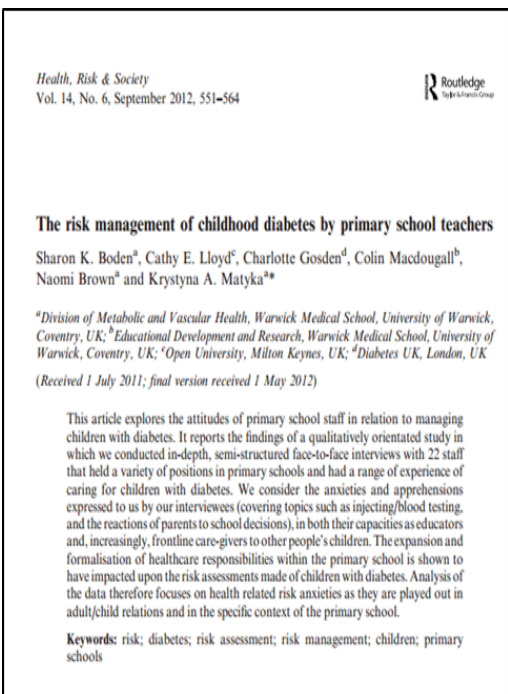 Health, Risk & Society
Vol. 14, No. 6, September 2012, 551–564
Routledge
Taylor & Francis Group
The risk management of childhood diabetes by primary school teachers
Sharon K. Bodenᵃ, Cathy E. Lloydᶜ, Charlotte Gosdenᵈ, Colin Macdougallᵇ,
Naomi Brownᵃ and Krystyna A. Matykaᵃ*
ᵃDivision of Metabolic and Vascular Health, Warwick Medical School, University of Warwick,
Coventry, UK; ᵇEducational Development and Research, Warwick Medical School, University of
Warwick, Coventry, UK; ᶜOpen University, Milton Keynes, UK; ᵈDiabetes UK, London, UK
(Received 1 July 2011; final version received 1 May 2012)
This article explores the attitudes of primary school staff in relation to managing
children with diabetes. It reports the findings of a qualitatively orientated study in
which we conducted in-depth, semi-structured face-to-face interviews with 22 staff
that held a variety of positions in primary schools and had a range of experience of
caring for children with diabetes. We consider the anxieties and apprehensions
expressed to us by our interviewees (covering topics such as injecting/blood testing,
and the reactions of parents to school decisions), in both their capacities as educators
and, increasingly, frontline care-givers to other people's children. The expansion and
formalisation of healthcare responsibilities within the primary school is shown to
have impacted upon the risk assessments made of children with diabetes. Analysis of
the data therefore focuses on health related risk anxieties as they are played out in
adult/child relations and in the specific context of the primary school.
Keywords: risk; diabetes; risk assessment; risk management; children; primary
schools